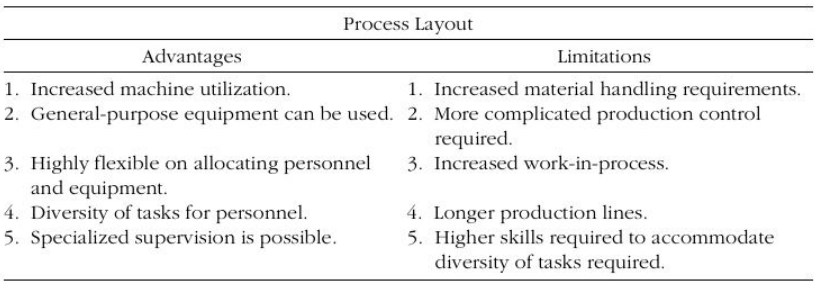 Process Layout
Advantages
Limitations
1. Increased machine utilization.
1. Increased material handling requirements.
2. General-purpose equipment can be used.
2. More complicated production control
required.
3. Highly flexible on allocating personnel
and equipment.
3. Increased work-in-process.
4. Diversity of tasks for personnel.
4. Longer production lines.
5. Specialized supervision is possible.
5. Higher skills required to accommodate
diversity of tasks required.